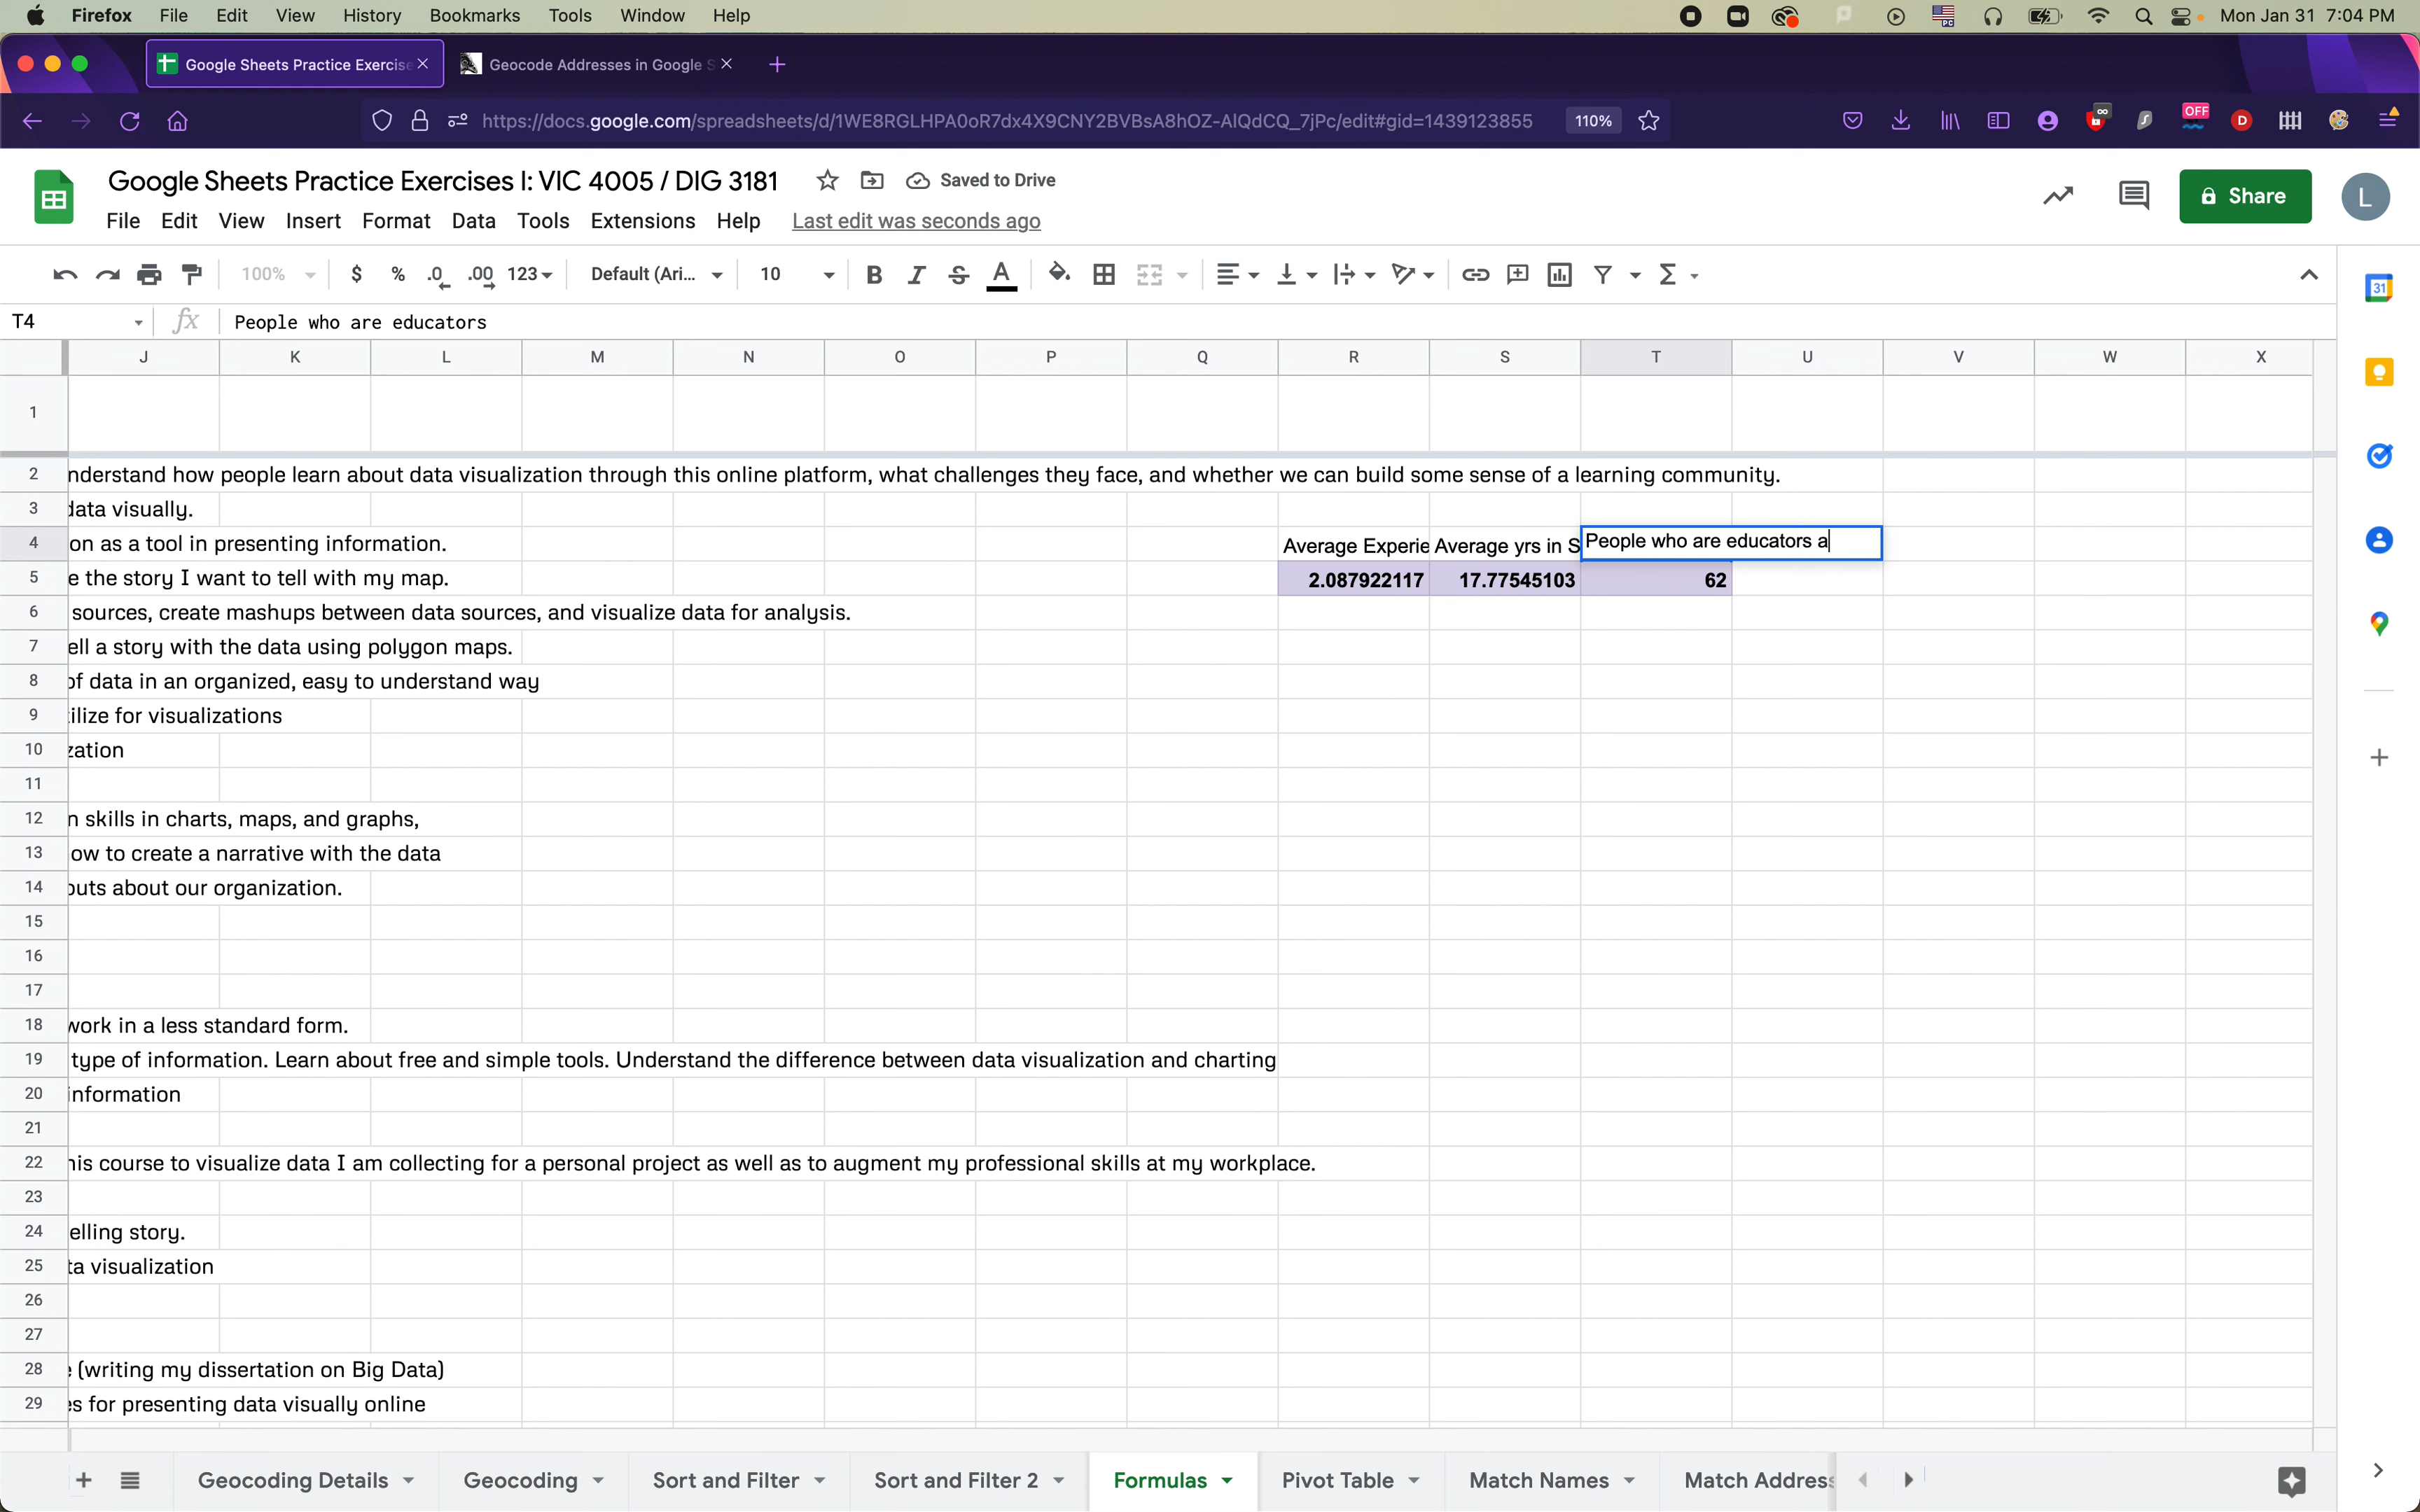 Firefox File Edit View History Bookmarks Tools Window Help Mon Jan 31 7:04 PM
Google Sheets Practice Exercise Geocode Addresses in Google S
https://docs.google.com/spreadsheets/d/1WE8RGLHPA0oR7dx4X9CNY2BVBsA8hOZ-AIQdCQ_7jPc/edit#gid=1439123855 110% OFF
Google Sheets Practice Exercises I: VIC 4005 / DIG 3181 Saved to Drive Share L
File Edit View Insert Format Data Tools Extensions Help Last edit was seconds ago
100% $ % .0 .00 123 Default (Ari... 10 B I S A Σ 31
T4 fx People who are educators
J K L M N O P Q R S T U V W X
1
2 nderstand how people learn about data visualization through this online platform, what challenges they face, and whether we can build some sense of a learning community.
3 data visually.
4 on as a tool in presenting information. Average Experie Average yrs in S People who are educators a
5 e the story I want to tell with my map. 2.087922117 17.77545103 62
6 sources, create mashups between data sources, and visualize data for analysis.
7 ell a story with the data using polygon maps.
8 of data in an organized, easy to understand way
9 tilize for visualizations
10 zation
11
12 n skills in charts, maps, and graphs,
13 ow to create a narrative with the data
14 outs about our organization.
15
16
17
18 work in a less standard form.
19 type of information. Learn about free and simple tools. Understand the difference between data visualization and charting
20 information
21
22 his course to visualize data I am collecting for a personal project as well as to augment my professional skills at my workplace.
23
24 elling story.
25 ta visualization
26
27
28 (writing my dissertation on Big Data)
29 es for presenting data visually online
+ Geocoding Details Geocoding Sort and Filter Sort and Filter 2 Formulas Pivot Table Match Names Match Address